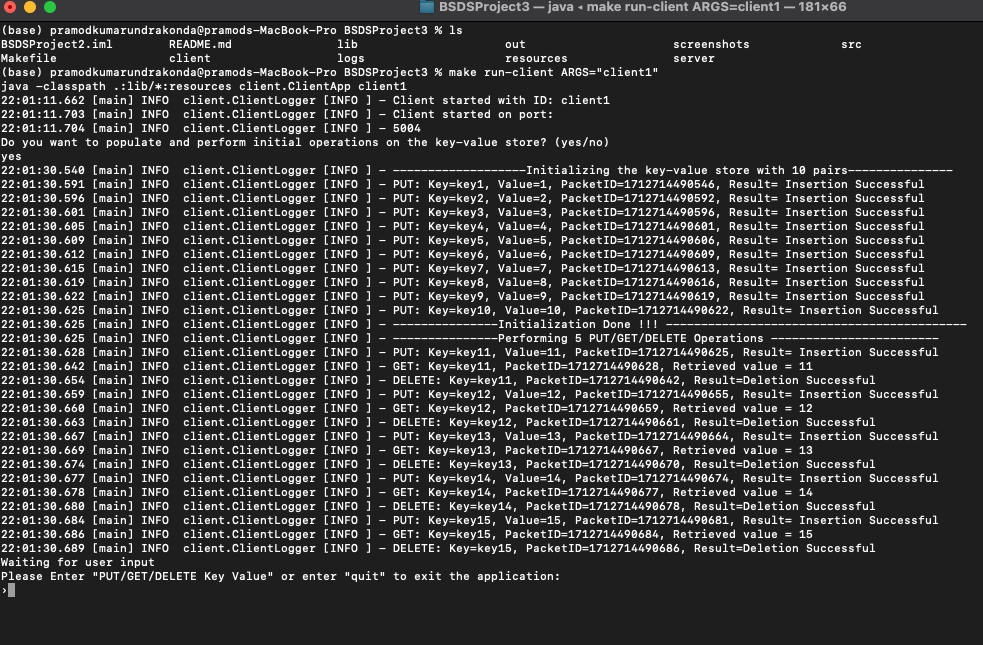 BSDSProject3 — java ◂ make run-client ARGS=client1 — 181×66
(base) pramodkumarundrakonda@pramods-MacBook-Pro BSDSProject3 % ls
BSDSProject2.iml README.md lib out screenshots src
Makefile client logs resources server
(base) pramodkumarundrakonda@pramods-MacBook-Pro BSDSProject3 % make run-client ARGS="client1"
java -classpath .:lib/*:resources client.ClientApp client1
22:01:11.662 [main] INFO  client.ClientLogger [INFO ] - Client started with ID: client1
22:01:11.703 [main] INFO  client.ClientLogger [INFO ] - Client started on port:
22:01:11.704 [main] INFO  client.ClientLogger [INFO ] - 5004
Do you want to populate and perform initial operations on the key-value store? (yes/no)
yes
22:01:30.540 [main] INFO  client.ClientLogger [INFO ] - -------------------Initializing the key-value store with 10 pairs---------------
22:01:30.591 [main] INFO  client.ClientLogger [INFO ] - PUT: Key=key1, Value=1, PacketID=1712714490546, Result= Insertion Successful
22:01:30.596 [main] INFO  client.ClientLogger [INFO ] - PUT: Key=key2, Value=2, PacketID=1712714490592, Result= Insertion Successful
22:01:30.601 [main] INFO  client.ClientLogger [INFO ] - PUT: Key=key3, Value=3, PacketID=1712714490596, Result= Insertion Successful
22:01:30.605 [main] INFO  client.ClientLogger [INFO ] - PUT: Key=key4, Value=4, PacketID=1712714490601, Result= Insertion Successful
22:01:30.609 [main] INFO  client.ClientLogger [INFO ] - PUT: Key=key5, Value=5, PacketID=1712714490606, Result= Insertion Successful
22:01:30.612 [main] INFO  client.ClientLogger [INFO ] - PUT: Key=key6, Value=6, PacketID=1712714490609, Result= Insertion Successful
22:01:30.615 [main] INFO  client.ClientLogger [INFO ] - PUT: Key=key7, Value=7, PacketID=1712714490613, Result= Insertion Successful
22:01:30.619 [main] INFO  client.ClientLogger [INFO ] - PUT: Key=key8, Value=8, PacketID=1712714490616, Result= Insertion Successful
22:01:30.622 [main] INFO  client.ClientLogger [INFO ] - PUT: Key=key9, Value=9, PacketID=1712714490619, Result= Insertion Successful
22:01:30.625 [main] INFO  client.ClientLogger [INFO ] - PUT: Key=key10, Value=10, PacketID=1712714490622, Result= Insertion Successful
22:01:30.625 [main] INFO  client.ClientLogger [INFO ] - ---------------Initialization Done !!! -------------------------------------------
22:01:30.625 [main] INFO  client.ClientLogger [INFO ] - ---------------Performing 5 PUT/GET/DELETE Operations ------------------------
22:01:30.628 [main] INFO  client.ClientLogger [INFO ] - PUT: Key=key11, Value=11, PacketID=1712714490625, Result= Insertion Successful
22:01:30.642 [main] INFO  client.ClientLogger [INFO ] - GET: Key=key11, PacketID=1712714490628, Retrieved value = 11
22:01:30.654 [main] INFO  client.ClientLogger [INFO ] - DELETE: Key=key11, PacketID=1712714490642, Result=Deletion Successful
22:01:30.659 [main] INFO  client.ClientLogger [INFO ] - PUT: Key=key12, Value=12, PacketID=1712714490655, Result= Insertion Successful
22:01:30.660 [main] INFO  client.ClientLogger [INFO ] - GET: Key=key12, PacketID=1712714490659, Retrieved value = 12
22:01:30.663 [main] INFO  client.ClientLogger [INFO ] - DELETE: Key=key12, PacketID=1712714490661, Result=Deletion Successful
22:01:30.667 [main] INFO  client.ClientLogger [INFO ] - PUT: Key=key13, Value=13, PacketID=1712714490664, Result= Insertion Successful
22:01:30.669 [main] INFO  client.ClientLogger [INFO ] - GET: Key=key13, PacketID=1712714490667, Retrieved value = 13
22:01:30.674 [main] INFO  client.ClientLogger [INFO ] - DELETE: Key=key13, PacketID=1712714490670, Result=Deletion Successful
22:01:30.677 [main] INFO  client.ClientLogger [INFO ] - PUT: Key=key14, Value=14, PacketID=1712714490674, Result= Insertion Successful
22:01:30.678 [main] INFO  client.ClientLogger [INFO ] - GET: Key=key14, PacketID=1712714490677, Retrieved value = 14
22:01:30.680 [main] INFO  client.ClientLogger [INFO ] - DELETE: Key=key14, PacketID=1712714490678, Result=Deletion Successful
22:01:30.684 [main] INFO  client.ClientLogger [INFO ] - PUT: Key=key15, Value=15, PacketID=1712714490681, Result= Insertion Successful
22:01:30.686 [main] INFO  client.ClientLogger [INFO ] - GET: Key=key15, PacketID=1712714490684, Retrieved value = 15
22:01:30.689 [main] INFO  client.ClientLogger [INFO ] - DELETE: Key=key15, PacketID=1712714490686, Result=Deletion Successful
Waiting for user input
Please Enter "PUT/GET/DELETE Key Value" or enter "quit" to exit the application:
›